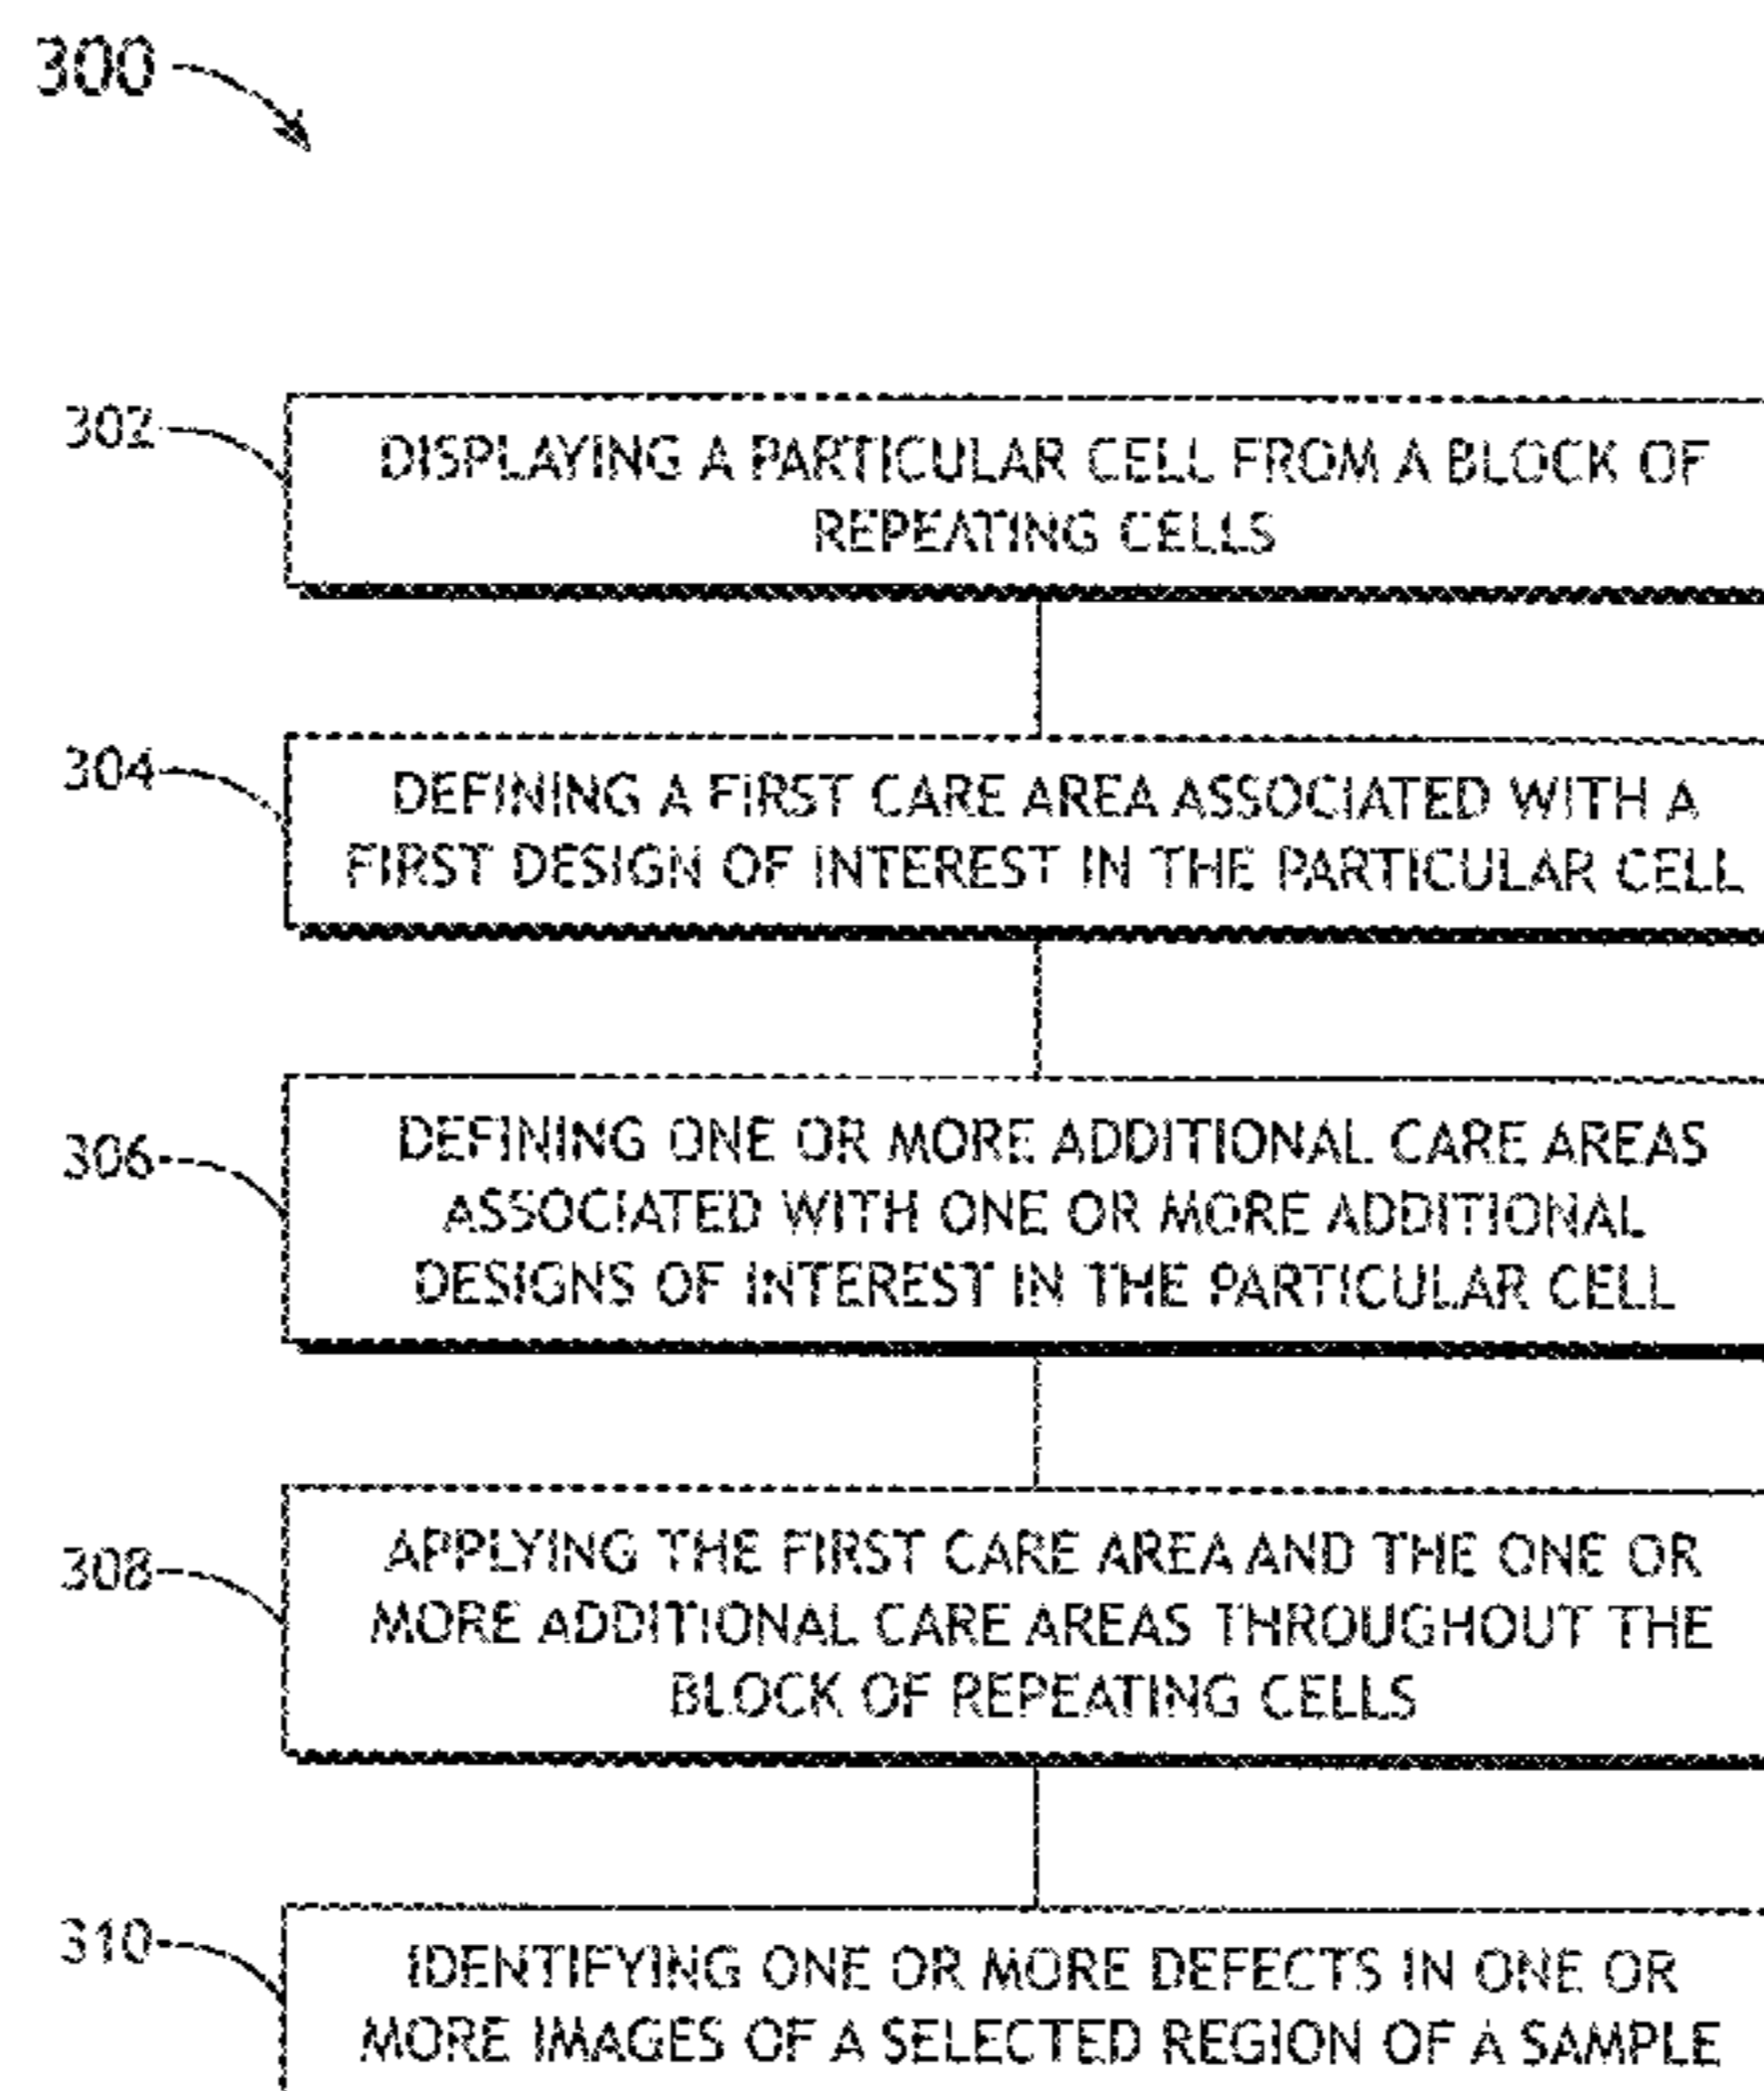 300
302
DISPLAYING A PARTICULAR CELL FROM A BLOCK OF
REPEATING CELLS
304
DEFINING A FIRST CARE AREA ASSOCIATED WITH A
FIRST DESIGN OF INTEREST IN THE PARTICULAR CELL
306
DEFINING ONE OR MORE ADDITIONAL CARE AREAS
ASSOCIATED WITH ONE OR MORE ADDITIONAL
DESIGNS OF INTEREST IN THE PARTICULAR CELL
308
APPLYING THE FIRST CARE AREA AND THE ONE OR
MORE ADDITIONAL CARE AREAS THROUGHOUT THE
BLOCK OF REPEATING CELLS
310
IDENTIFYING ONE OR MORE DEFECTS IN ONE OR
MORE IMAGES OF A SELECTED REGION OF A SAMPLE